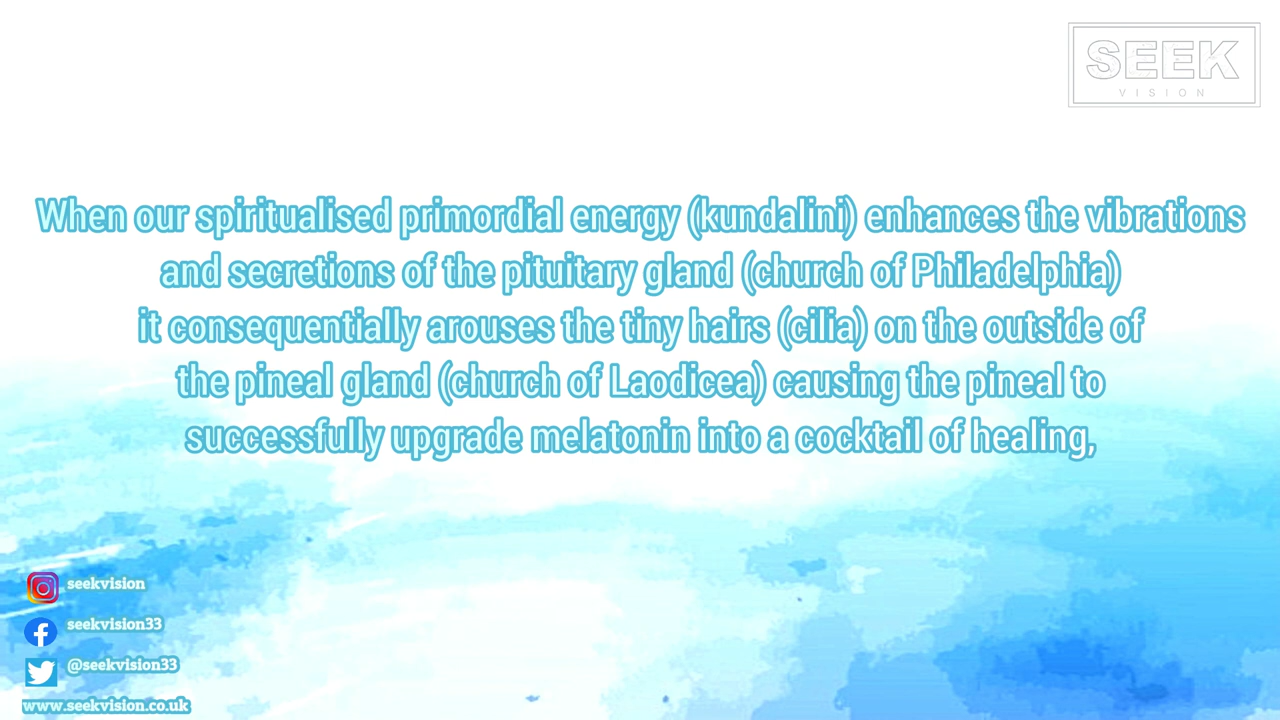 SEEK
VISION
When our spiritualised primordial energy (kundalini) enhances the vibrations
and secretions of the pituitary gland (church of Philadelphia)
it consequentially arouses the tiny hairs (cilia) on the outside of
the pineal gland (church of Laodicea) causing the pineal to
successfully upgrade melatonin into a cocktail of healing,
seekvision
seekvision33
@seekvision33
www.seekvision.co.uk